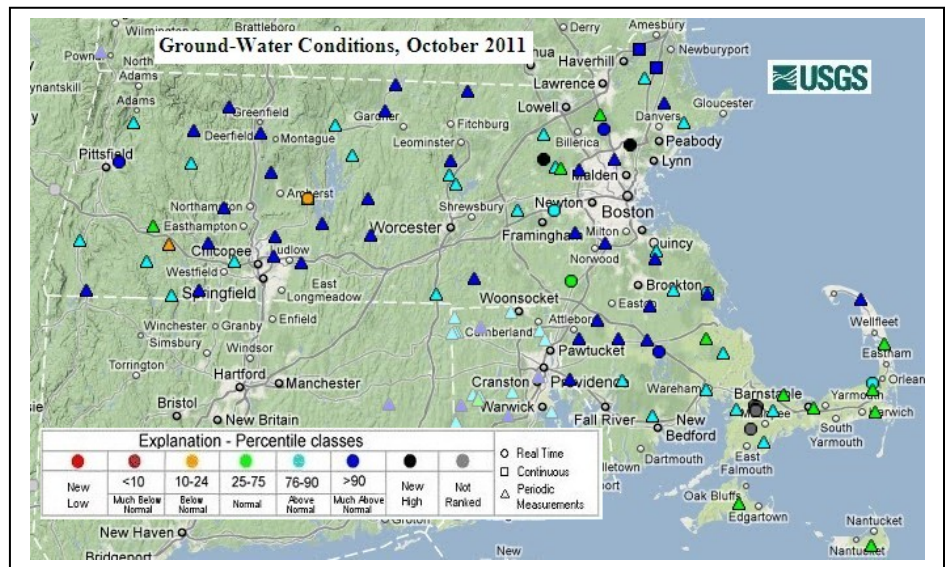 Ground-Water Conditions, October 2011
USGS
Brattleboro
Wilmington
Derry
Amesbury
Newburyport
Haverhill
North Adams
Adams
Lawrence
Greenfield
Lowell
Gloucester
Deerfield
Montague
Gardner
Fitchburg
Billerica
Danvers
Peabody
Pittsfield
Leominster
Lynn
Malden
Northampton
Amherst
Shrewsbury
Newton
Boston
Easthampton
Worcester
Framingham
Milton
Quincy
Chicopee
Ludlow
Norwood
Westfield
Springfield
East Longmeadow
Brockton
Woonsocket
Easton
Winchester
Granby
Enfield
Cumberland
Attleboro
Wellfleet
Simsbury
Windsor
Pawtucket
Eastham
Torrington
Hartford
Manchester
Cranston
Providence
Wareham
Barnstable
Yarmouth
Orleans
Bristol
Warwick
Harwich
New Britain
Fall River
New Bedford
South Yarmouth
Dartmouth
East Falmouth
Explanation - Percentile classes
<10
10-24
25-75
76-90
>90
New Low
Much Below Normal
Below Normal
Normal
Above Normal
Much Above Normal
New High
Not Ranked
Real Time
Continuous
Periodic Measurements
Oak Bluffs
Edgartown
New Haven
Groton
Nantucket
Nantucket
Bridgeport
New